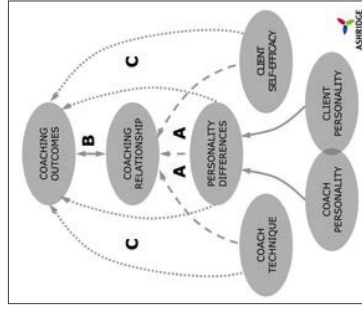 COACHING
OUTCOMES
C
B
C
COACHING
RELATIONSHIP
A
A
PERSONALITY
DIFFERENCES
COACH
TECHNIQUE
CLIENT
SELF-EFFICACY
COACH
PERSONALITY
CLIENT
PERSONALITY
ASHRIDGE